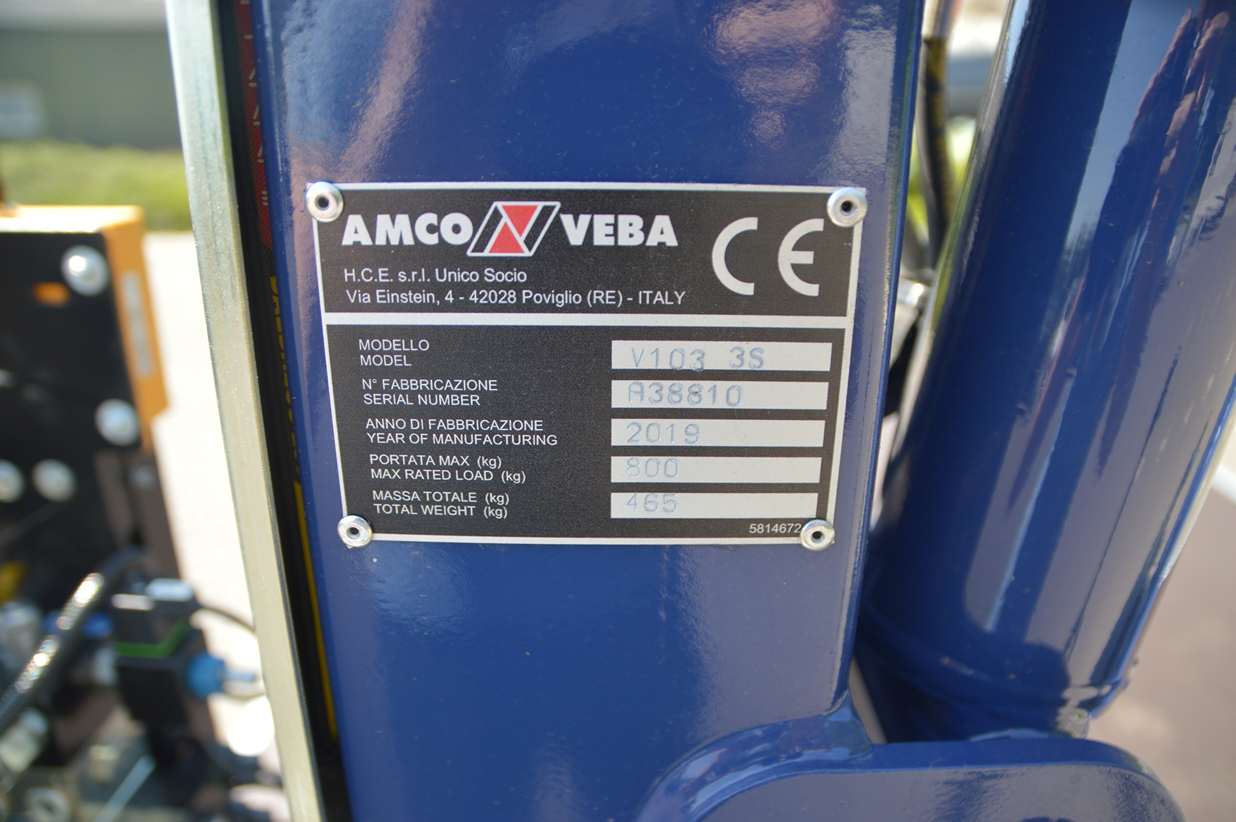 AMCO VEBA
CE
H.C.E. s.r.l. Unico Socio
Via Einstein, 4 - 42028 Poviglio (RE) - ITALY
MODELLO
MODEL
V103 3S
N° FABBRICAZIONE
SERIAL NUMBER
A38810
ANNO DI FABBRICAZIONE
YEAR OF MANUFACTURING
2019
PORTATA MAX (kg)
MAX RATED LOAD (kg)
800
MASSA TOTALE (kg)
TOTAL WEIGHT (kg)
465
5814672